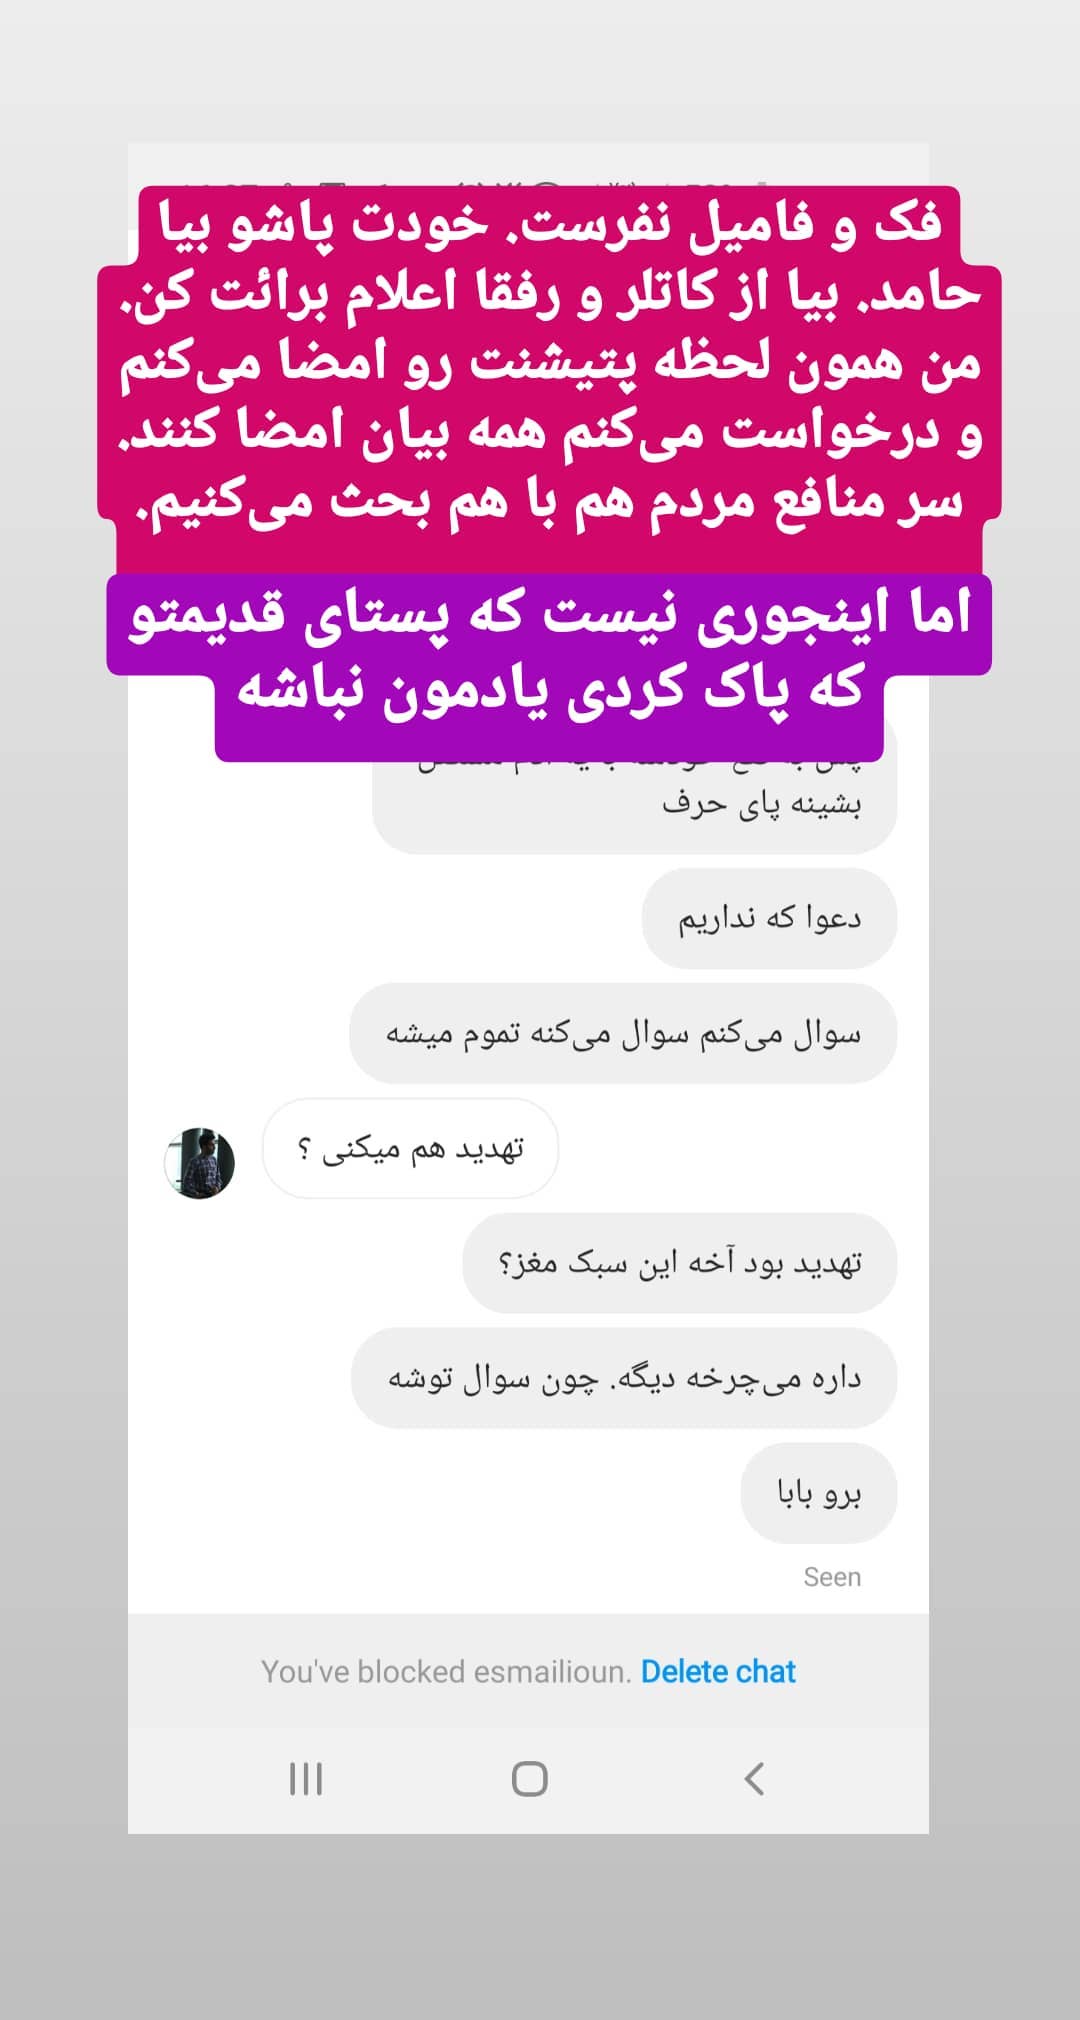 فک و فامیل نفرست. خودت پاشو بیا
حامد. بیا از کاتلر و رفقا اعلام برائت کن.
من همون لحظه پتیشنت رو امضا می‌کنم
و درخواست می‌کنم همه بیان امضا کنند.
سر منافع مردم هم با هم بحث می‌کنیم.
اما اینجوری نیست که پستای قدیمتو
که پاک کردی یادمون نباشه
بشینه پای حرف
دعوا که نداریم
سوال می‌کنم سوال می‌کنه تموم میشه
تهدید هم میکنی ؟
تهدید بود آخه این سبک مغز؟
داره می‌چرخه دیگه. چون سوال توشه
برو بابا
Seen
You've blocked esmailioun. Delete chat